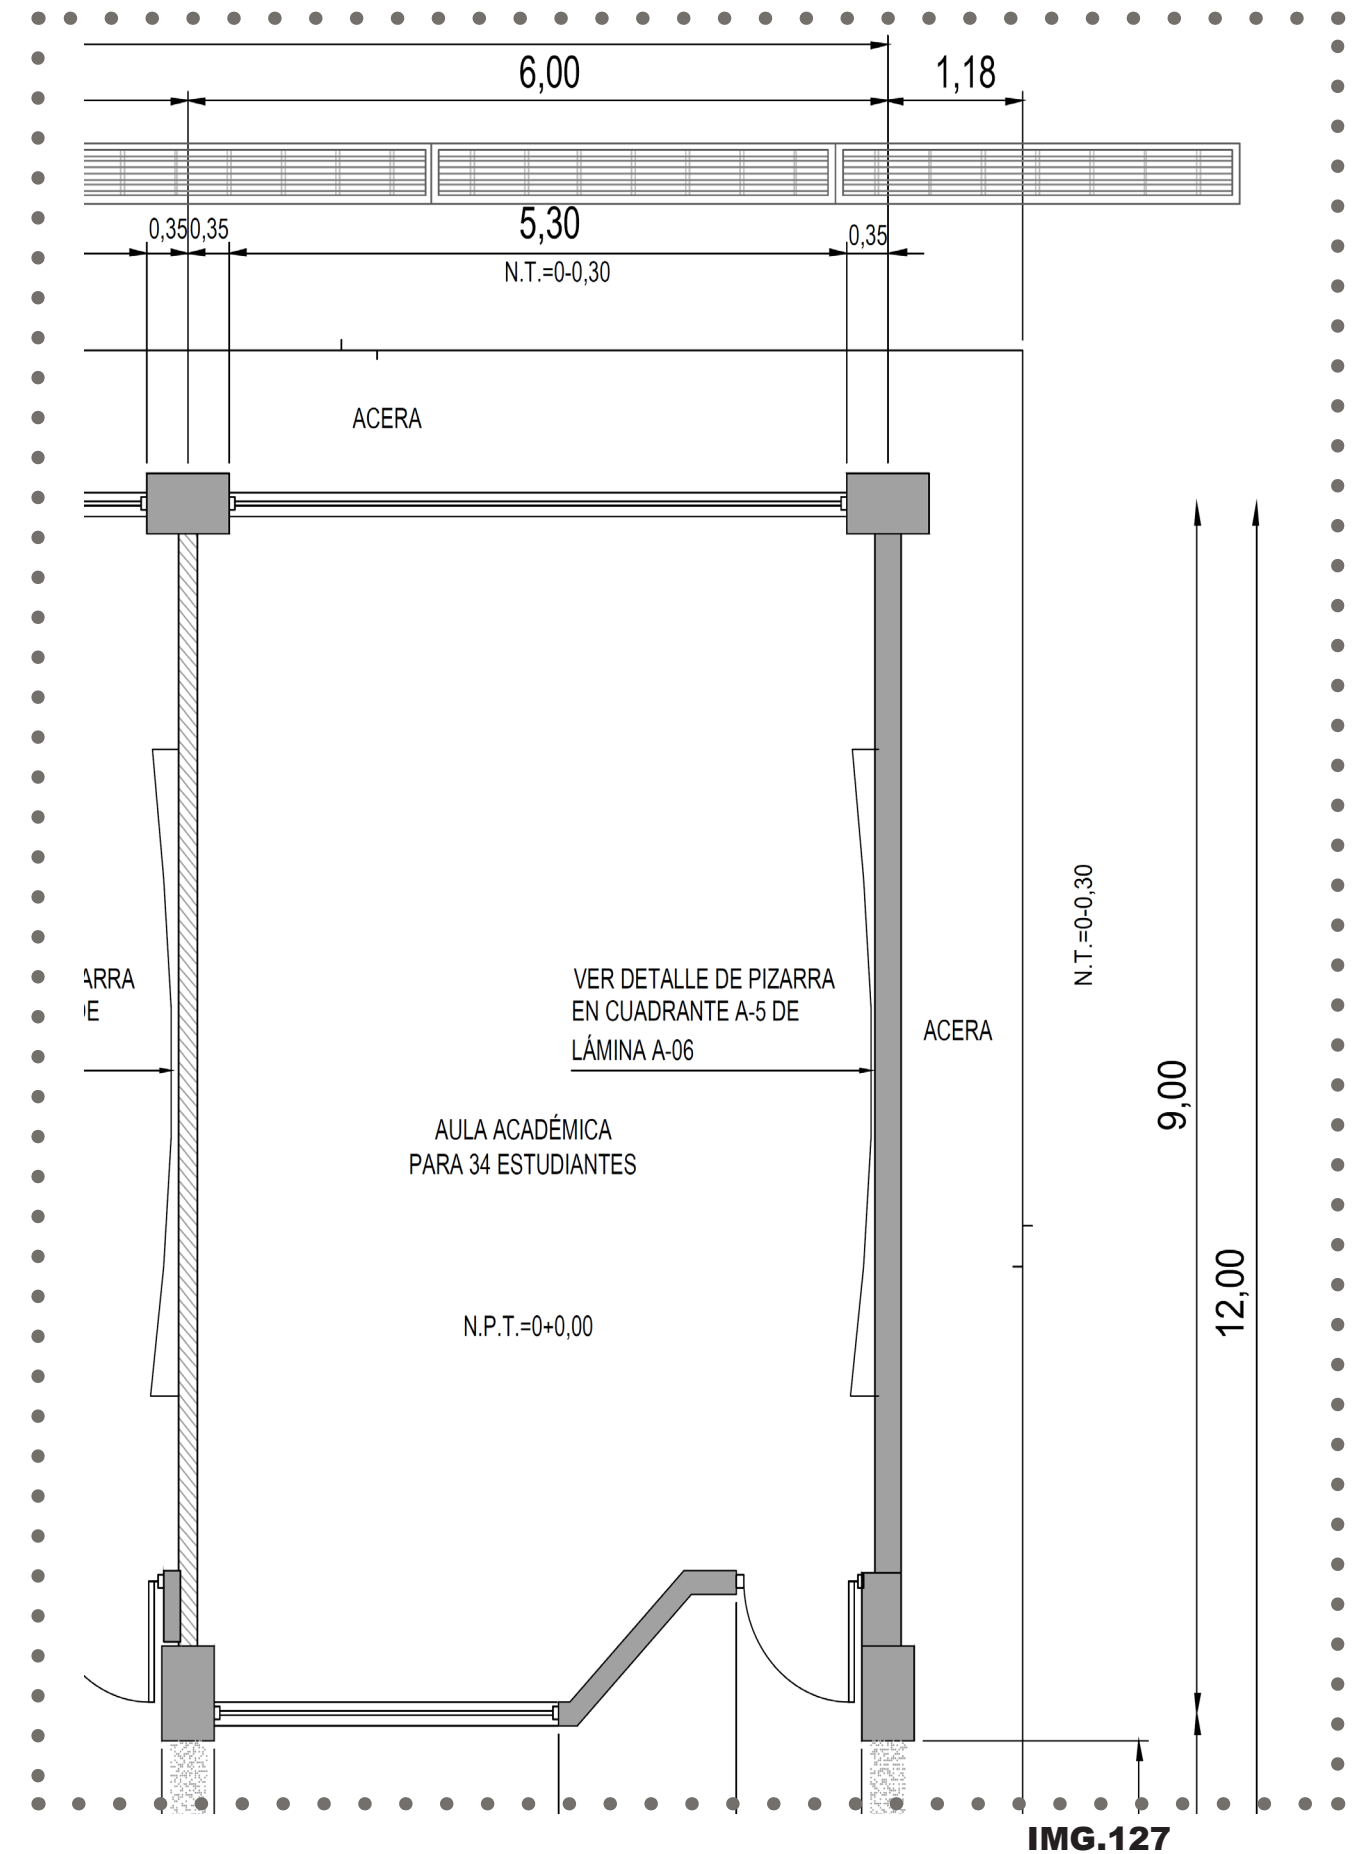 6,00
1,18
0,35
0,35
5,30
0,35
N.T.=0-0,30
ACERA
ARRA
VER DETALLE DE PIZARRA
EN CUADRANTE A-5 DE
LÁMINA A-06
ACERA
N.T.=0-0,30
9,00
12,00
AULA ACADÉMICA
PARA 34 ESTUDIANTES
N.P.T.=0+0,00
IMG.127